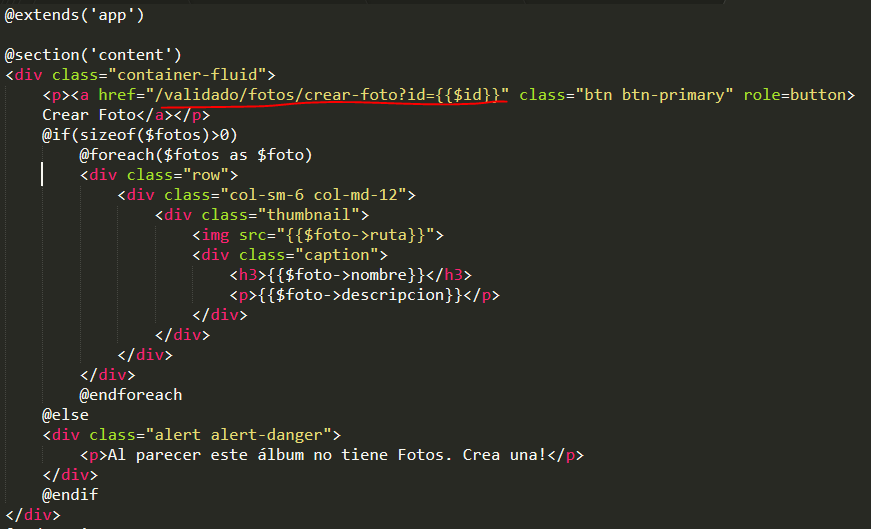 @extends('app')
@section('content')
<div class="container-fluid">
<p><a href="/validado/fotos/crear-foto?id={{$id}}" class="btn btn-primary" role=button>
Crear Foto</a></p>
@if(sizeof($fotos)>0)
@foreach($fotos as $foto)
<div class="row">
<div class="col-sm-6 col-md-12">
<div class="thumbnail">
<img src="{{$foto->ruta}}">
<div class="caption">
<h3>{{$foto->nombre}}</h3>
<p>{{$foto->descripcion}}</p>
</div>
</div>
</div>
</div>
@endforeach
@else
<div class="alert alert-danger">
<p>Al parecer este álbum no tiene Fotos. Crea una!</p>
</div>
@endif
</div>